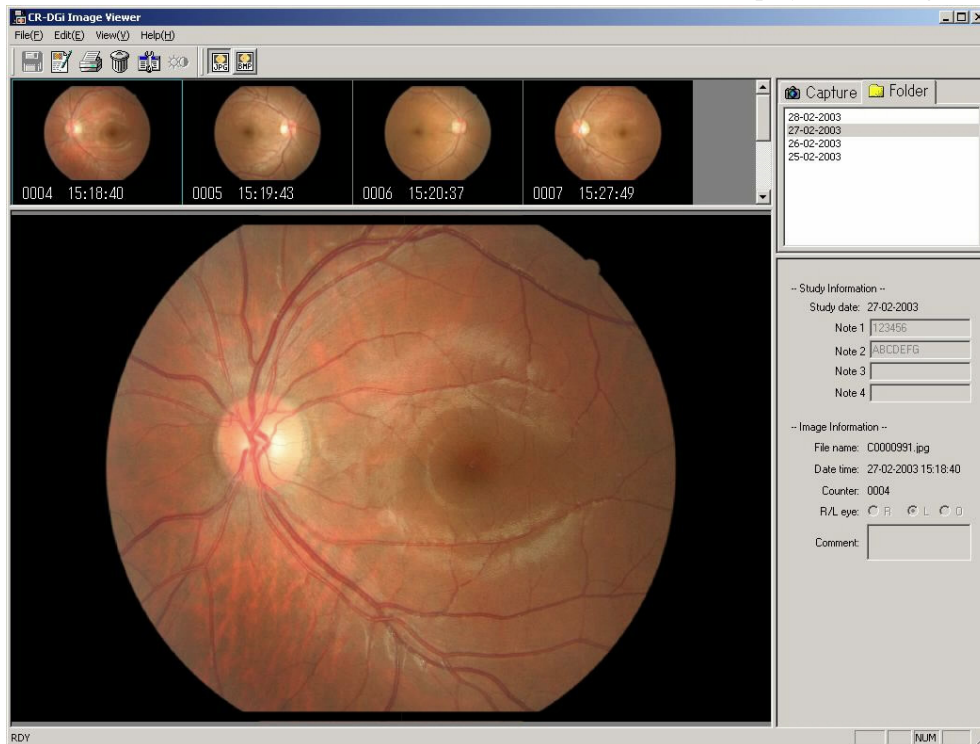 CR-DGi Image Viewer
File(F) Edit(E) View(V) Help(H)
JPG BMP
0004 15:18:40
0005 15:19:43
0006 15:20:37
0007 15:27:49
Capture Folder
28-02-2003
27-02-2003
26-02-2003
25-02-2003
-- Study Information --
Study date: 27-02-2003
Note 1 123456
Note 2 ABCDEFG
Note 3
Note 4
-- Image Information --
File name: C0000991.jpg
Date time: 27-02-2003 15:18:40
Counter: 0004
R/L eye: R L O
Comment:
RDY
NUM